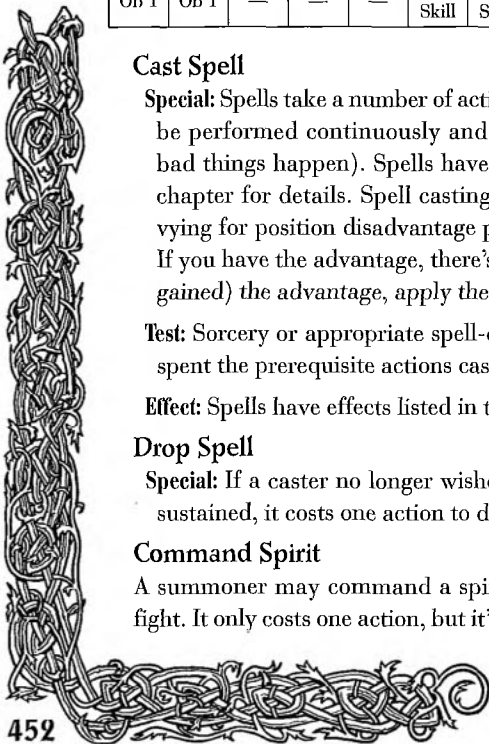 Ob 1 Ob 1 — — — Skill
Cast Spell
Special: Spells take a number of acti
be performed continuously and
bad things happen). Spells have
chapter for details. Spell casting
vying for position disadvantage p
If you have the advantage, there's
gained) the advantage, apply the
Test: Sorcery or appropriate spell-
spent the prerequisite actions cas
Effect: Spells have effects listed in t
Drop Spell
Special: If a caster no longer wishe
sustained, it costs one action to d
Command Spirit
A summoner may command a spi
fight. It only costs one action, but it'
452